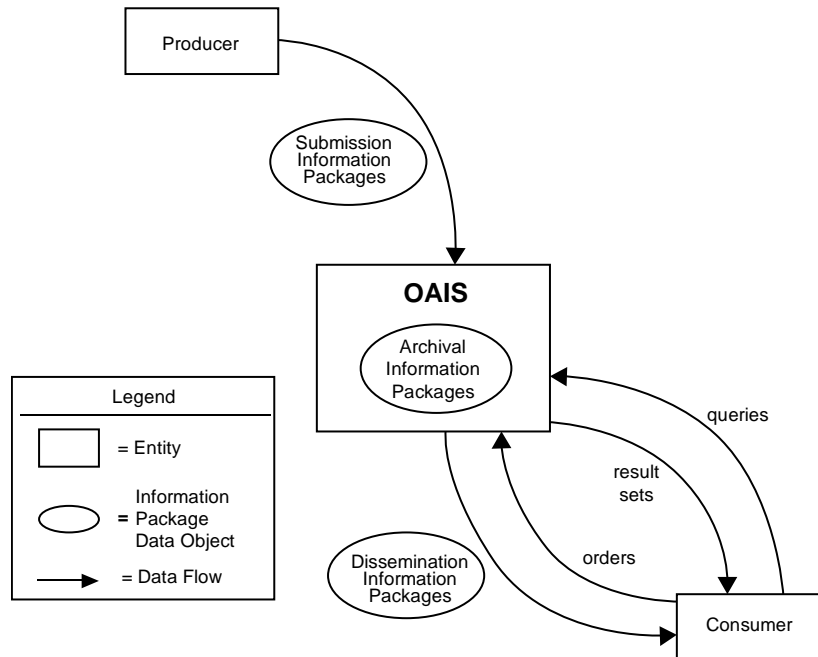 Producer
Submission
Information
Packages
OAIS
Archival
Information
Packages
Legend
= Entity
Information
= Package
Data Object
= Data Flow
queries
result
sets
orders
Dissemination
Information
Packages
Consumer